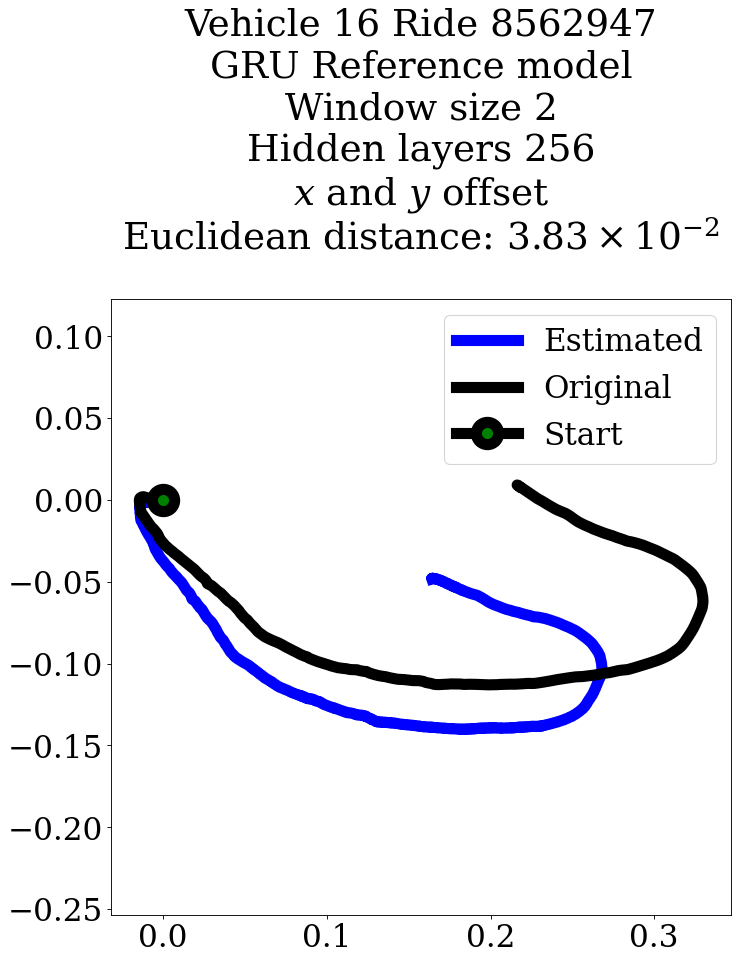 Vehicle 16 Ride 8562947
GRU Reference model
Window size 2
Hidden layers 256
x and y offset
Euclidean distance: 3.83 × 10⁻²
Estimated
Original
Start
0.10
0.05
0.00
−0.05
−0.10
−0.15
−0.20
−0.25
0.0 0.1 0.2 0.3